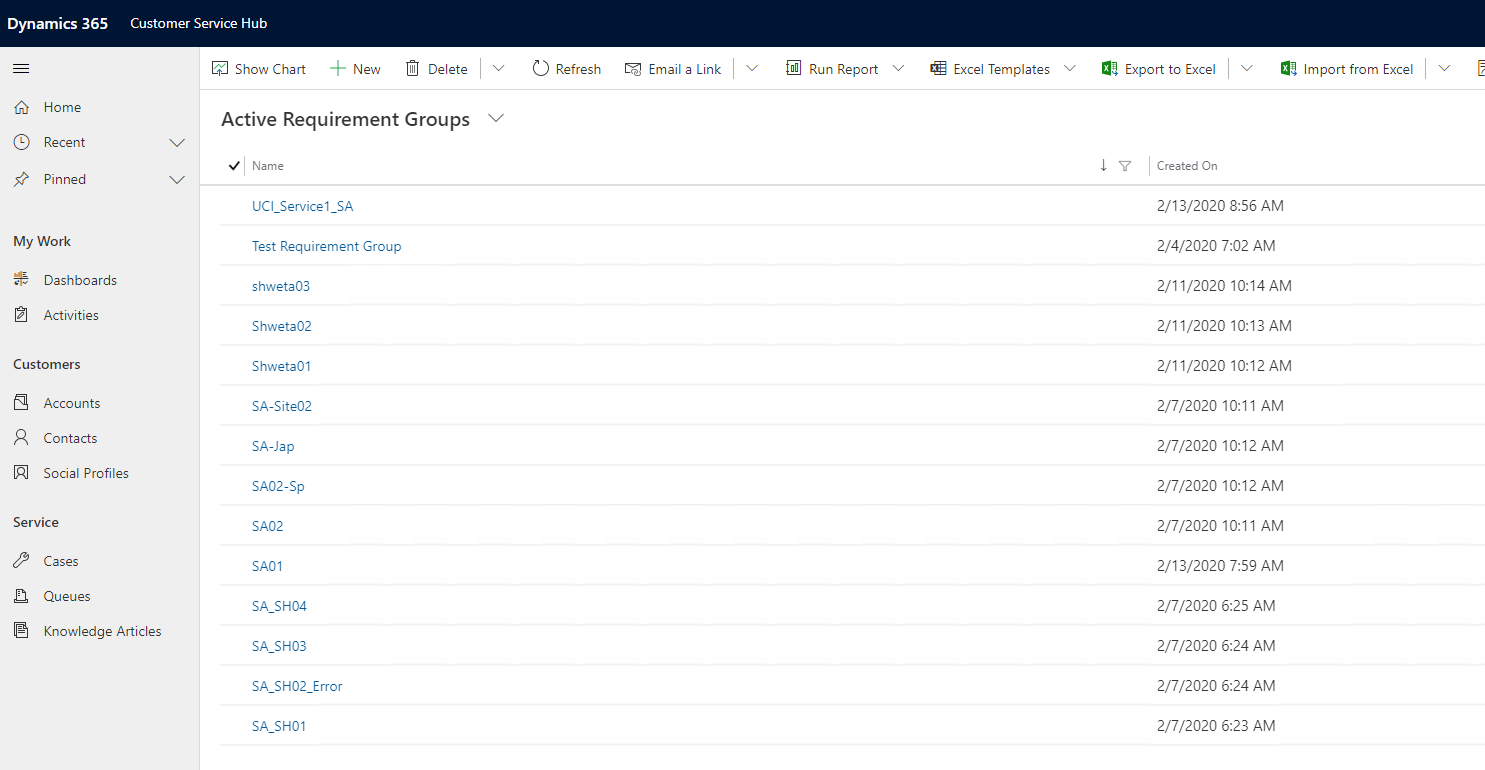 Dynamics 365 Customer Service Hub
Show Chart New Delete Refresh Email a Link Run Report Excel Templates Export to Excel Import from Excel
Home
Recent
Pinned
My Work
Dashboards
Activities
Customers
Accounts
Contacts
Social Profiles
Service
Cases
Queues
Knowledge Articles
Active Requirement Groups
Name Created On
UCI_Service1_SA 2/13/2020 8:56 AM
Test Requirement Group 2/4/2020 7:02 AM
shweta03 2/11/2020 10:14 AM
Shweta02 2/11/2020 10:13 AM
Shweta01 2/11/2020 10:12 AM
SA-Site02 2/7/2020 10:11 AM
SA-Jap 2/7/2020 10:12 AM
SA02-Sp 2/7/2020 10:12 AM
SA02 2/7/2020 10:11 AM
SA01 2/13/2020 7:59 AM
SA_SH04 2/7/2020 6:25 AM
SA_SH03 2/7/2020 6:24 AM
SA_SH02_Error 2/7/2020 6:24 AM
SA_SH01 2/7/2020 6:23 AM